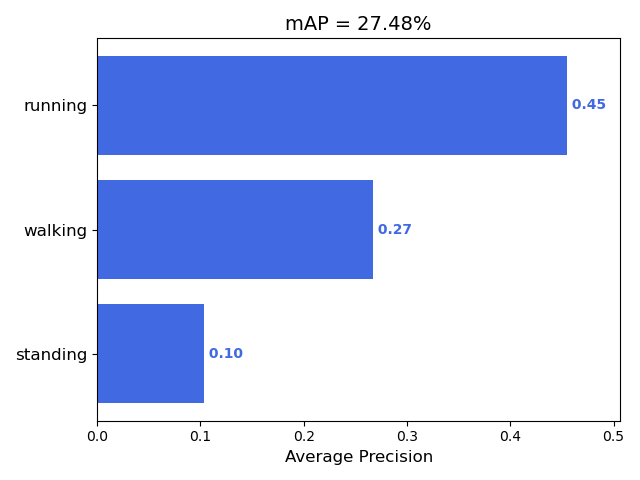 mAP = 27.48%
running
0.45
walking
0.27
standing
0.10
0.0 0.1 0.2 0.3 0.4 0.5
Average Precision